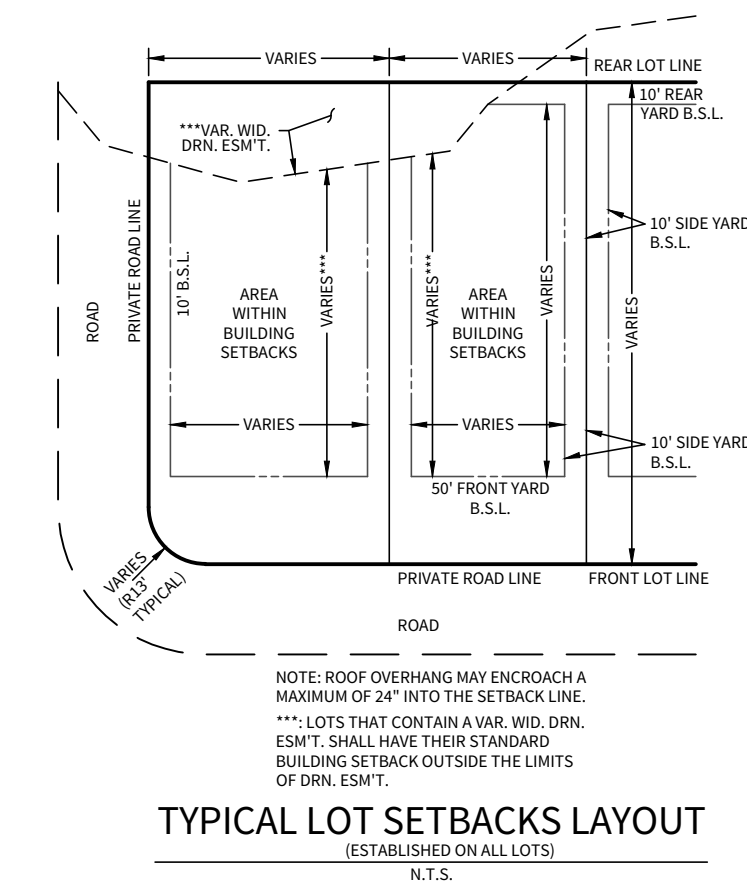 VARIES
VARIES
REAR LOT LINE
10' REAR
YARD B.S.L.
***VAR. WID.
DRN. ESM'T.
10' SIDE YARD
B.S.L.
PRIVATE ROAD LINE
ROAD
10' B.S.L.
AREA
WITHIN
BUILDING
SETBACKS
VARIES***
VARIES***
AREA
WITHIN
BUILDING
SETBACKS
VARIES
VARIES
VARIES
VARIES
10' SIDE YARD
B.S.L.
50' FRONT YARD
B.S.L.
VARIES
(R13'
TYPICAL)
PRIVATE ROAD LINE
FRONT LOT LINE
ROAD
NOTE: ROOF OVERHANG MAY ENCROACH A
MAXIMUM OF 24" INTO THE SETBACK LINE.
***: LOTS THAT CONTAIN A VAR. WID. DRN.
ESM'T. SHALL HAVE THEIR STANDARD
BUILDING SETBACK OUTSIDE THE LIMITS
OF DRN. ESM'T.
TYPICAL LOT SETBACKS LAYOUT
(ESTABLISHED ON ALL LOTS)
N.T.S.